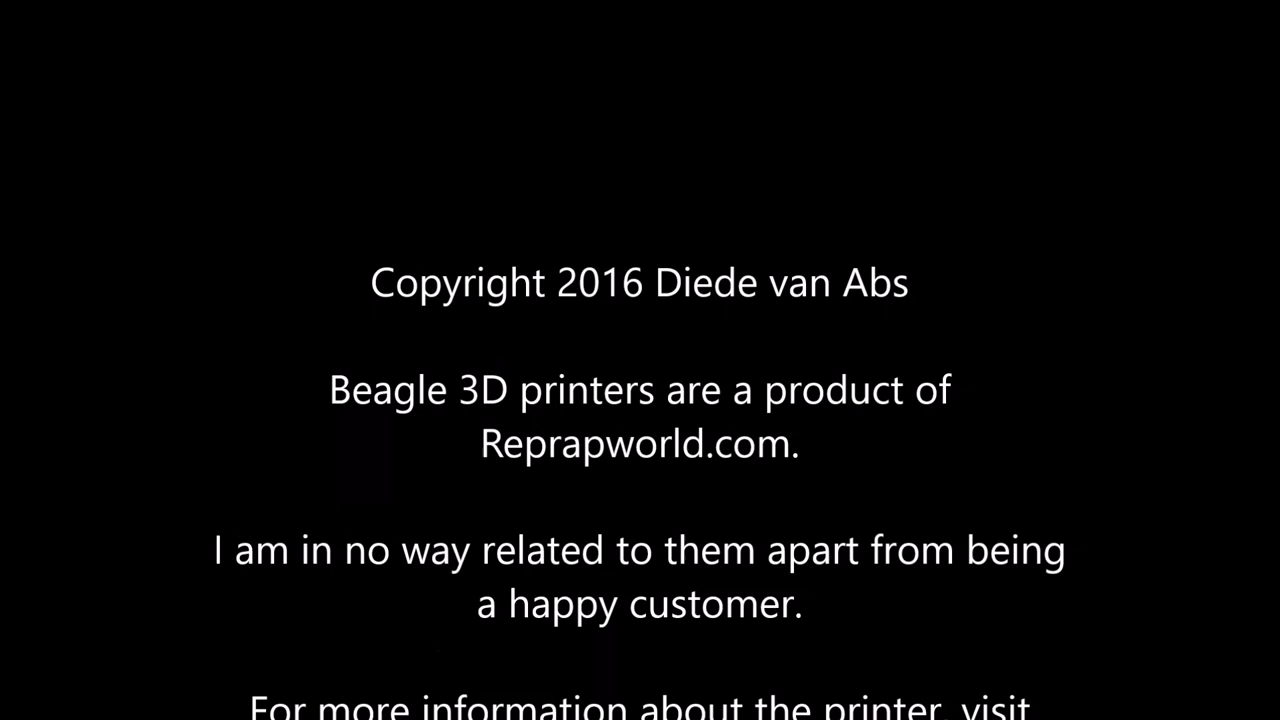 Copyright 2016 Diede van Abs
Beagle 3D printers are a product of
Reprapworld.com.
I am in no way related to them apart from being
a happy customer.
For more information about the printer, visit